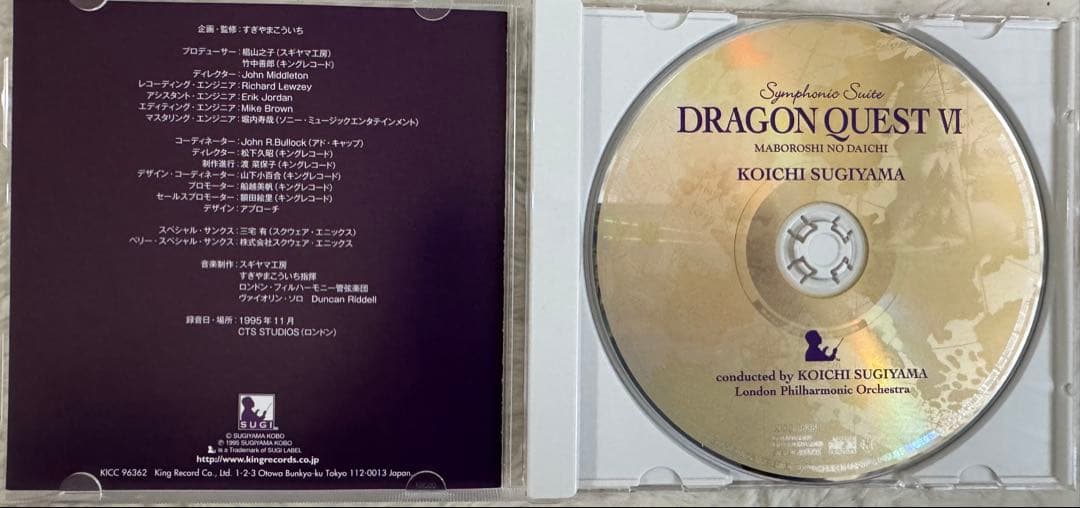 企画・監修：すぎやまこういち
プロデューサー：椙山之子（スギヤマ工房）
竹中善郎（キングレコード）
ディレクター：John Middleton
レコーディング・エンジニア：Richard Lewzey
アシスタント・エンジニア：Erik Jordan
エディティング・エンジニア：Mike Brown
マスタリング・エンジニア：堀内寿哉（ソニー・ミュージックエンタテインメント）
コーディネーター：John R.Bullock（アド・キャップ）
ディレクター：松下久昭（キングレコード）
制作進行：渡 菜保子（キングレコード）
デザイン・コーディネーター：山下小百合（キングレコード）
プロモーター：船越美帆（キングレコード）
セールスプロモーター：額田絵里（キングレコード）
デザイン：アプローチ
スペシャル・サンクス：三宅 有（スクウェア・エニックス）
ベリー・スペシャル・サンクス：株式会社スクウェア・エニックス
音楽制作：スギヤマ工房
すぎやまこういち指揮
ロンドン・フィルハーモニー管弦楽団
ヴァイオリン・ソロ Duncan Riddell
録音日・場所：1995年11月
CTS STUDIOS（ロンドン）
SUGI
© SUGIYAMA KOBO
℗ 1995 SUGIYAMA KOBO
is a Trademark of SUGI LABEL
http://www.kingrecords.co.jp
KICC 96362 King Record Co., Ltd. 1-2-3 Otowa Bunkyo-ku Tokyo 112-0013 Japan
Symphonic Suite
DRAGON QUEST VI
MABOROSHI NO DAICHI
KOICHI SUGIYAMA
conducted by KOICHI SUGIYAMA
London Philharmonic Orchestra